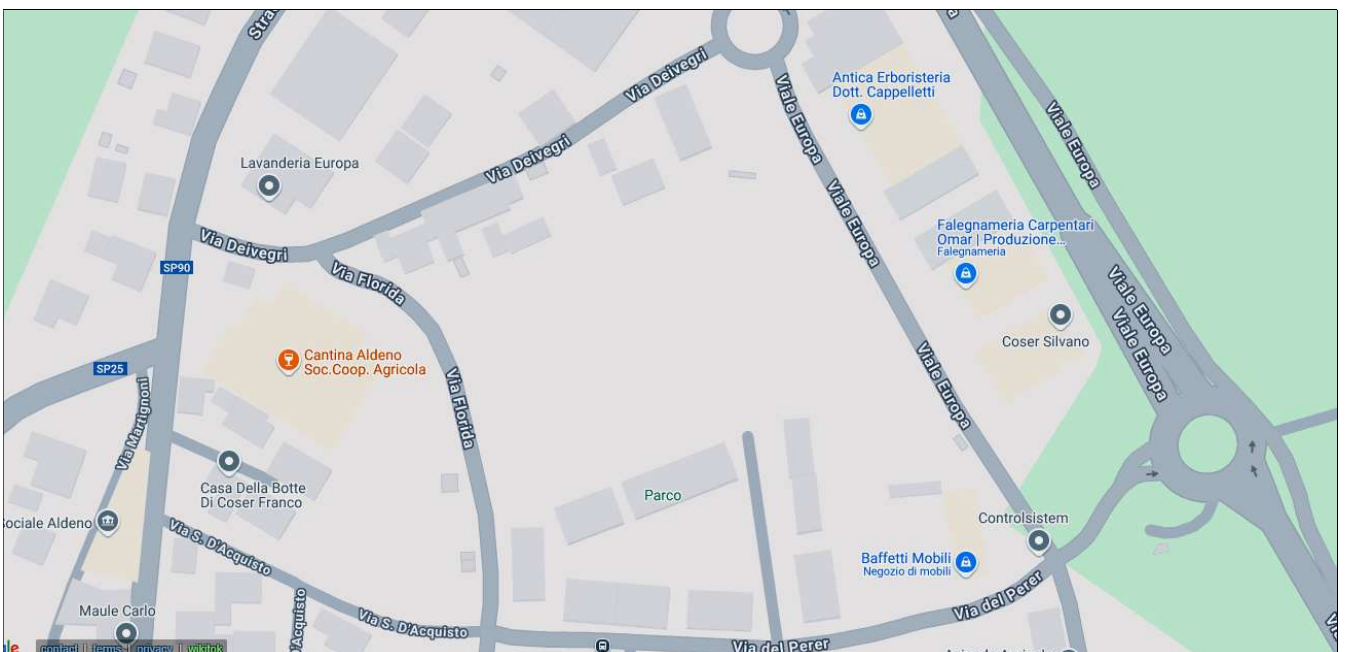 Via Deivegri
Viale Europa
Antica Erboristeria
Dott. Cappelletti
Viale Europa
Lavanderia Europa
Via Deivegri
Viale Europa
Via Deivegri
SP90
Via Florida
Falegnameria Carpentari
Omar | Produzione...
Falegnameria
Viale Europa
Viale Europa
Coser Silvano
Cantina Aldeno
Soc.Coop. Agricola
SP25
Via Martignoni
Via Florida
Viale Europa
Casa Della Botte
Di Coser Franco
Parco
ociale Aldeno
Via S. D'Acquisto
Controlsistem
Baffetti Mobili
Negozio di mobili
Via del Perer
Maule Carlo
D'Acquisto
Via S. D'Acquisto
Via del Perer
contact | terms | privacy | wikitok